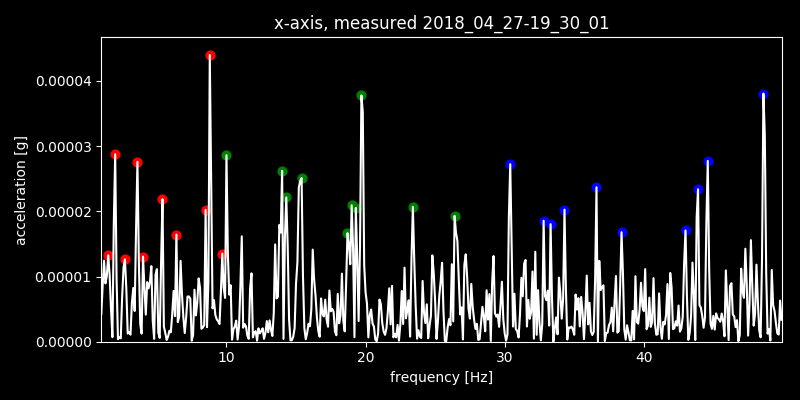 x-axis, measured 2018_04_27-19_30_01
acceleration [g]
0.00004
0.00003
0.00002
0.00001
0.00000
10 20 30 40
frequency [Hz]